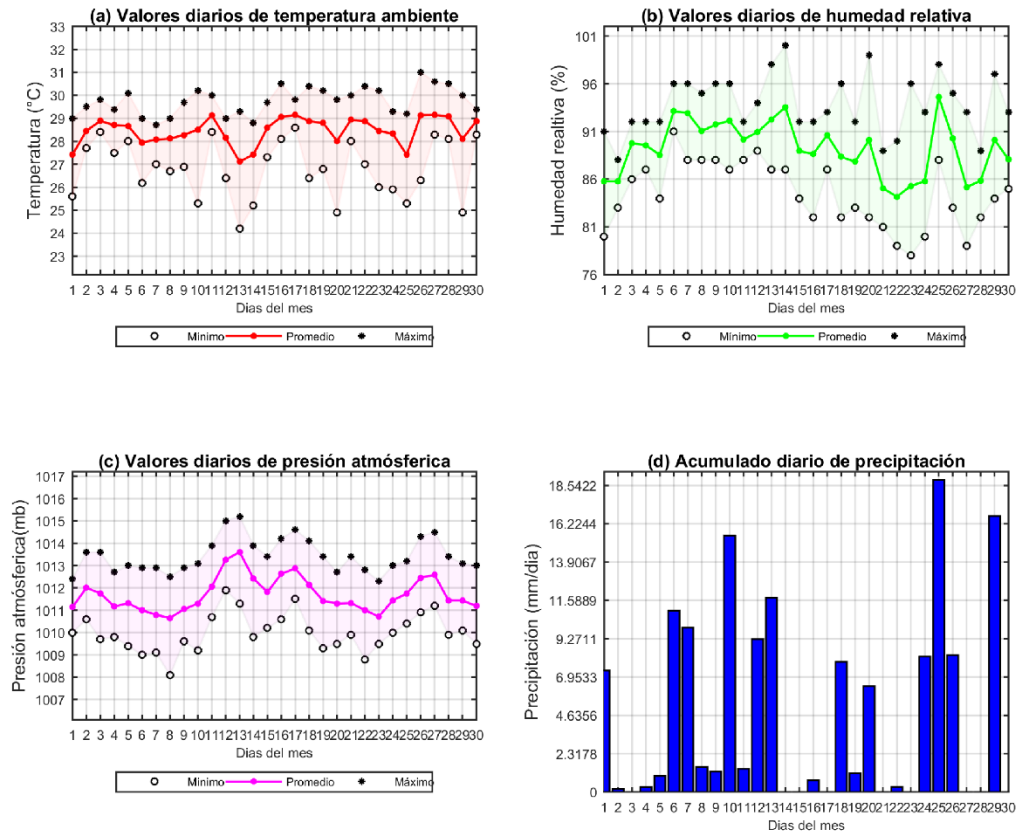 (a) Valores diarios de temperatura ambiente
33
32
31
30
29
28
27
26
25
24
23
Temperatura (°C)
1 2 3 4 5 6 7 8 9 10 11 12 13 14 15 16 17 18 19 20 21 22 23 24 25 26 27 28 29 30
Dias del mes
Mínimo Promedio Máximo
(b) Valores diarios de humedad relativa
101
96
91
86
81
76
Humedad realtiva (%)
1 2 3 4 5 6 7 8 9 10 11 12 13 14 15 16 17 18 19 20 21 22 23 24 25 26 27 28 29 30
Dias del mes
Mínimo Promedio Máximo
(c) Valores diarios de presión atmósferica
1017
1016
1015
1014
1013
1012
1011
1010
1009
1008
1007
Presión atmósferica(mb)
1 2 3 4 5 6 7 8 9 10 11 12 13 14 15 16 17 18 19 20 21 22 23 24 25 26 27 28 29 30
Dias del mes
Mínimo Promedio Máximo
(d) Acumulado diario de precipitación
18.5422
16.2244
13.9067
11.5889
9.2711
6.9533
4.6356
2.3178
0
Precipitación (mm/dia)
1 2 3 4 5 6 7 8 9 10 11 12 13 14 15 16 17 18 19 20 21 22 23 24 25 26 27 28 29 30
Dias del mes